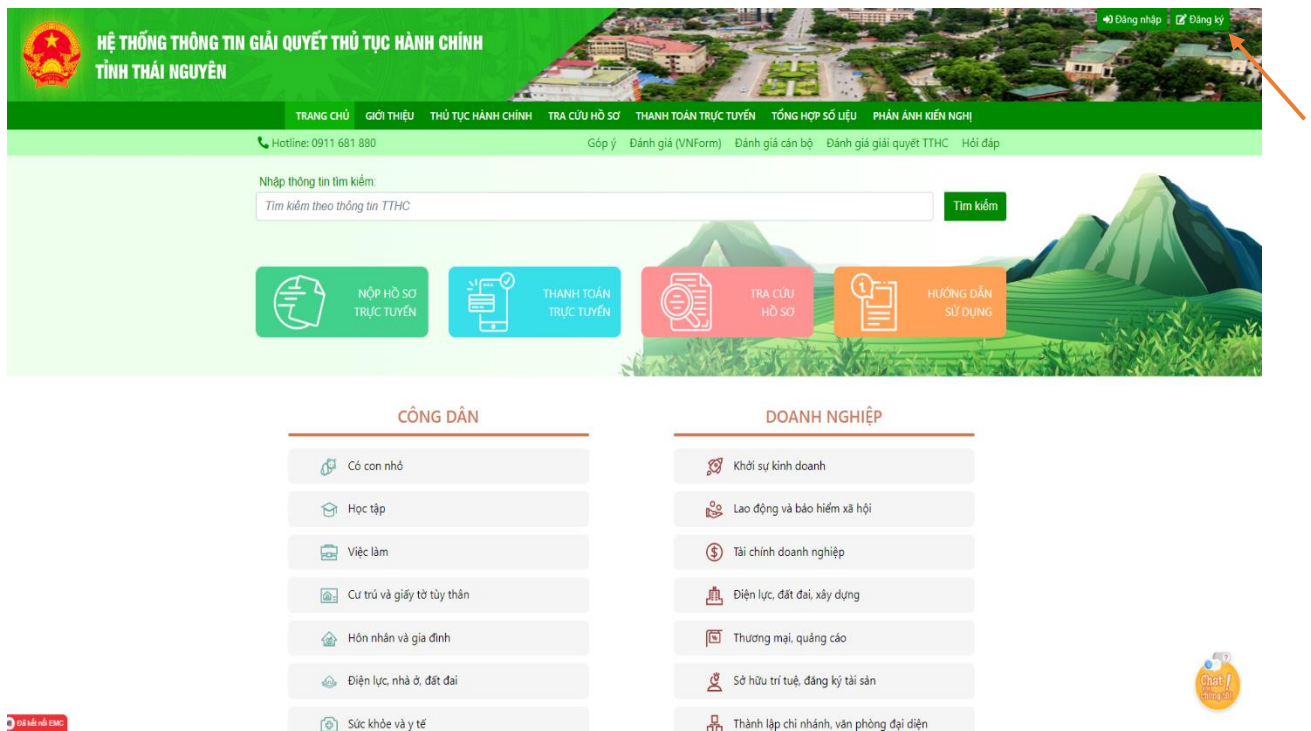 Đăng nhập Đăng ký
HỆ THỐNG THÔNG TIN GIẢI QUYẾT THỦ TỤC HÀNH CHÍNH
TỈNH THÁI NGUYÊN
TRANG CHỦ GIỚI THIỆU THỦ TỤC HÀNH CHÍNH TRA CỨU HỒ SƠ THANH TOÁN TRỰC TUYẾN TỔNG HỢP SỐ LIỆU PHẢN ÁNH KIẾN NGHỊ
Hotline: 0911 681 880 Góp ý Đánh giá (VNForm) Đánh giá cán bộ Đánh giá giải quyết TTHC Hỏi đáp
Nhập thông tin tìm kiếm:
Tìm kiếm theo thông tin TTHC Tìm kiếm
NỘP HỒ SƠ
TRỰC TUYẾN
THANH TOÁN
TRỰC TUYẾN
TRA CỨU
HỒ SƠ
HƯỚNG DẪN
SỬ DỤNG
CÔNG DÂN
Có con nhỏ
Học tập
Việc làm
Cư trú và giấy tờ tùy thân
Hôn nhân và gia đình
Điện lực, nhà ở, đất đai
Sức khỏe và y tế
DOANH NGHIỆP
Khởi sự kinh doanh
Lao động và bảo hiểm xã hội
Tài chính doanh nghiệp
Điện lực, đất đai, xây dựng
Thương mại, quảng cáo
Sở hữu trí tuệ, đăng ký tài sản
Thành lập chi nhánh, văn phòng đại diện
Chat
Đã kết nối EMC